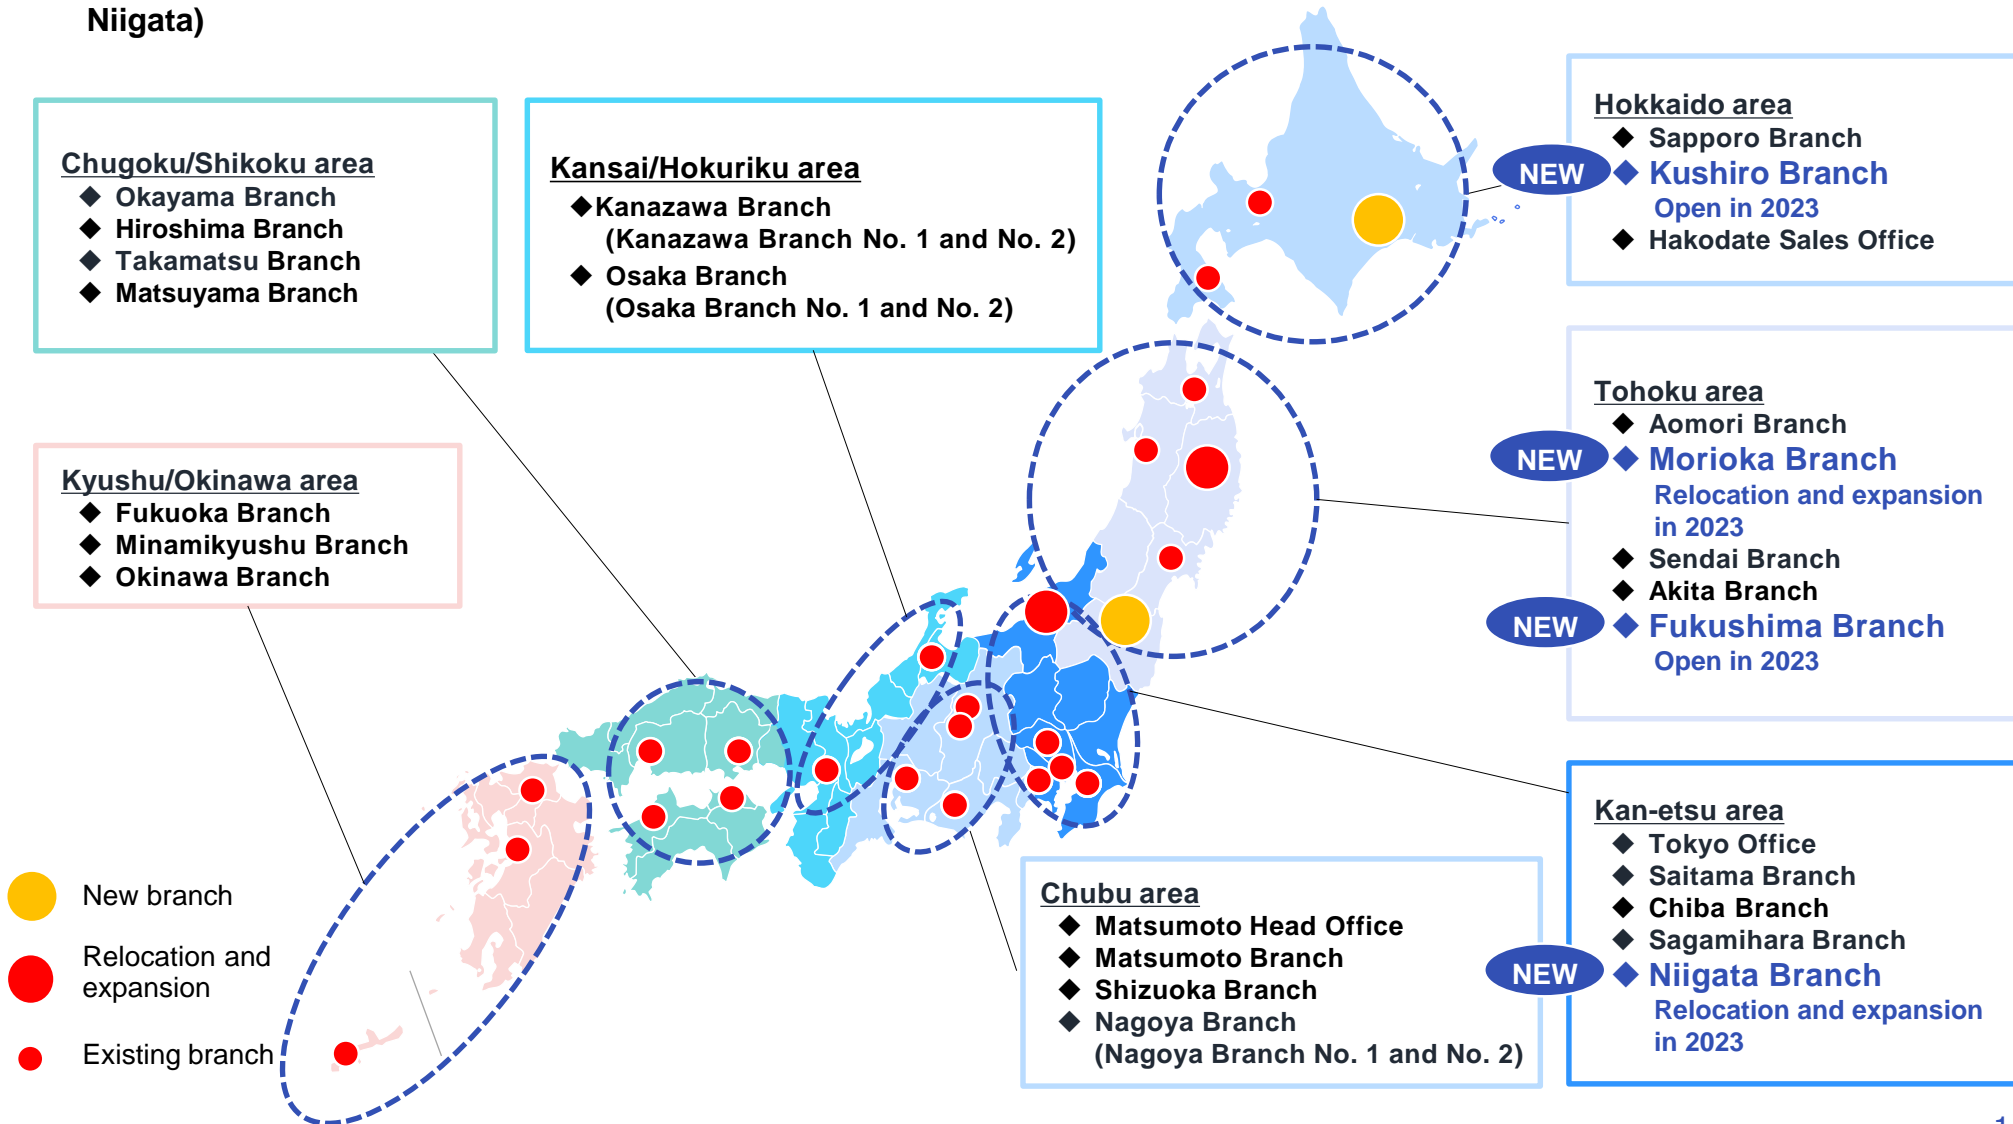 Niigata)
Chugoku/Shikoku area
◆ Okayama Branch
◆ Hiroshima Branch
◆ Takamatsu Branch
◆ Matsuyama Branch
Kansai/Hokuriku area
◆Kanazawa Branch
(Kanazawa Branch No. 1 and No. 2)
◆ Osaka Branch
(Osaka Branch No. 1 and No. 2)
Hokkaido area
◆ Sapporo Branch
NEW ◆ Kushiro Branch
Open in 2023
◆ Hakodate Sales Office
Tohoku area
◆ Aomori Branch
NEW ◆ Morioka Branch
Relocation and expansion
in 2023
◆ Sendai Branch
◆ Akita Branch
NEW ◆ Fukushima Branch
Open in 2023
Kyushu/Okinawa area
◆ Fukuoka Branch
◆ Minamikyushu Branch
◆ Okinawa Branch
Kan-etsu area
◆ Tokyo Office
◆ Saitama Branch
◆ Chiba Branch
◆ Sagamihara Branch
NEW ◆ Niigata Branch
Relocation and expansion
in 2023
Chubu area
◆ Matsumoto Head Office
◆ Matsumoto Branch
◆ Shizuoka Branch
◆ Nagoya Branch
(Nagoya Branch No. 1 and No. 2)
New branch
Relocation and
expansion
Existing branch